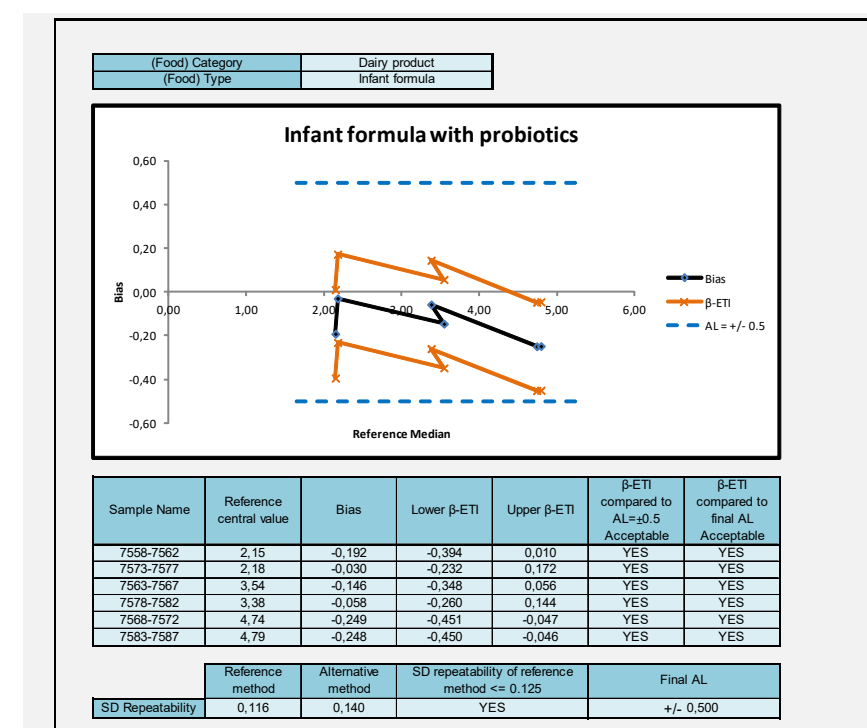 (Food) Category Dairy product
(Food) Type Infant formula
Infant formula with probiotics
0,60
0,40
0,20
0,00
-0,20
-0,40
-0,60
Bias
0,00 1,00 2,00 3,00 4,00 5,00 6,00
Reference Median
Bias
β-ETI
AL = +/- 0.5
Sample Name Reference central value Bias Lower β-ETI Upper β-ETI β-ETI compared to AL=±0.5 Acceptable β-ETI compared to final AL Acceptable
7558-7562 2,15 -0,192 -0,394 0,010 YES YES
7573-7577 2,18 -0,030 -0,232 0,172 YES YES
7563-7567 3,54 -0,146 -0,348 0,056 YES YES
7578-7582 3,38 -0,058 -0,260 0,144 YES YES
7568-7572 4,74 -0,249 -0,451 -0,047 YES YES
7583-7587 4,79 -0,248 -0,450 -0,046 YES YES
Reference method Alternative method SD repeatability of reference method <= 0.125 Final AL
SD Repeatability 0,116 0,140 YES +/- 0,500